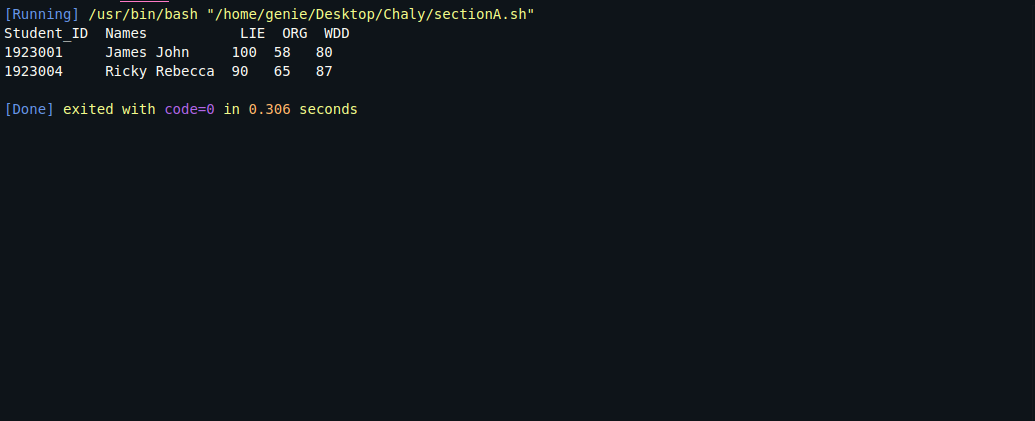 [Running] /usr/bin/bash "/home/genie/Desktop/Chaly/sectionA.sh"
Student_ID  Names           LIE  ORG  WDD
1923001     James John     100  58   80
1923004     Ricky Rebecca  90   65   87
[Done] exited with code=0 in 0.306 seconds